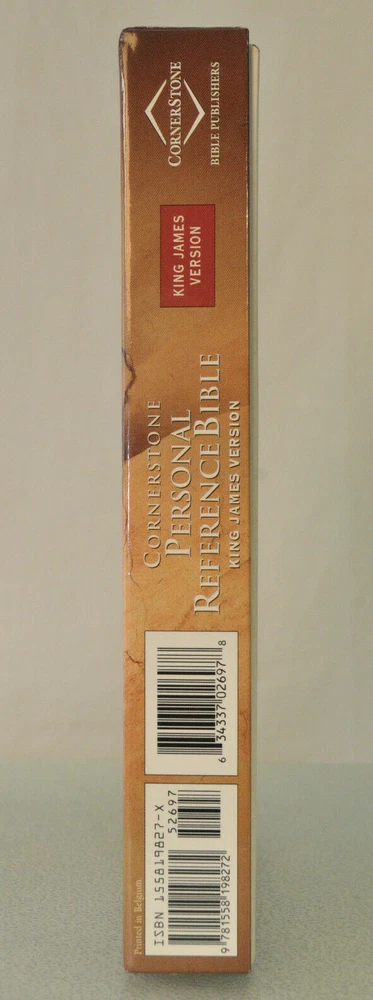 CORNERSTONE
BIBLE PUBLISHERS
KING JAMES
VERSION
CORNERSTONE
PERSONAL
REFERENCE BIBLE
KING JAMES VERSION
6 34337 02697 8
ISBN 155819827-X
52697
9 781558 198272
Printed in Belgium